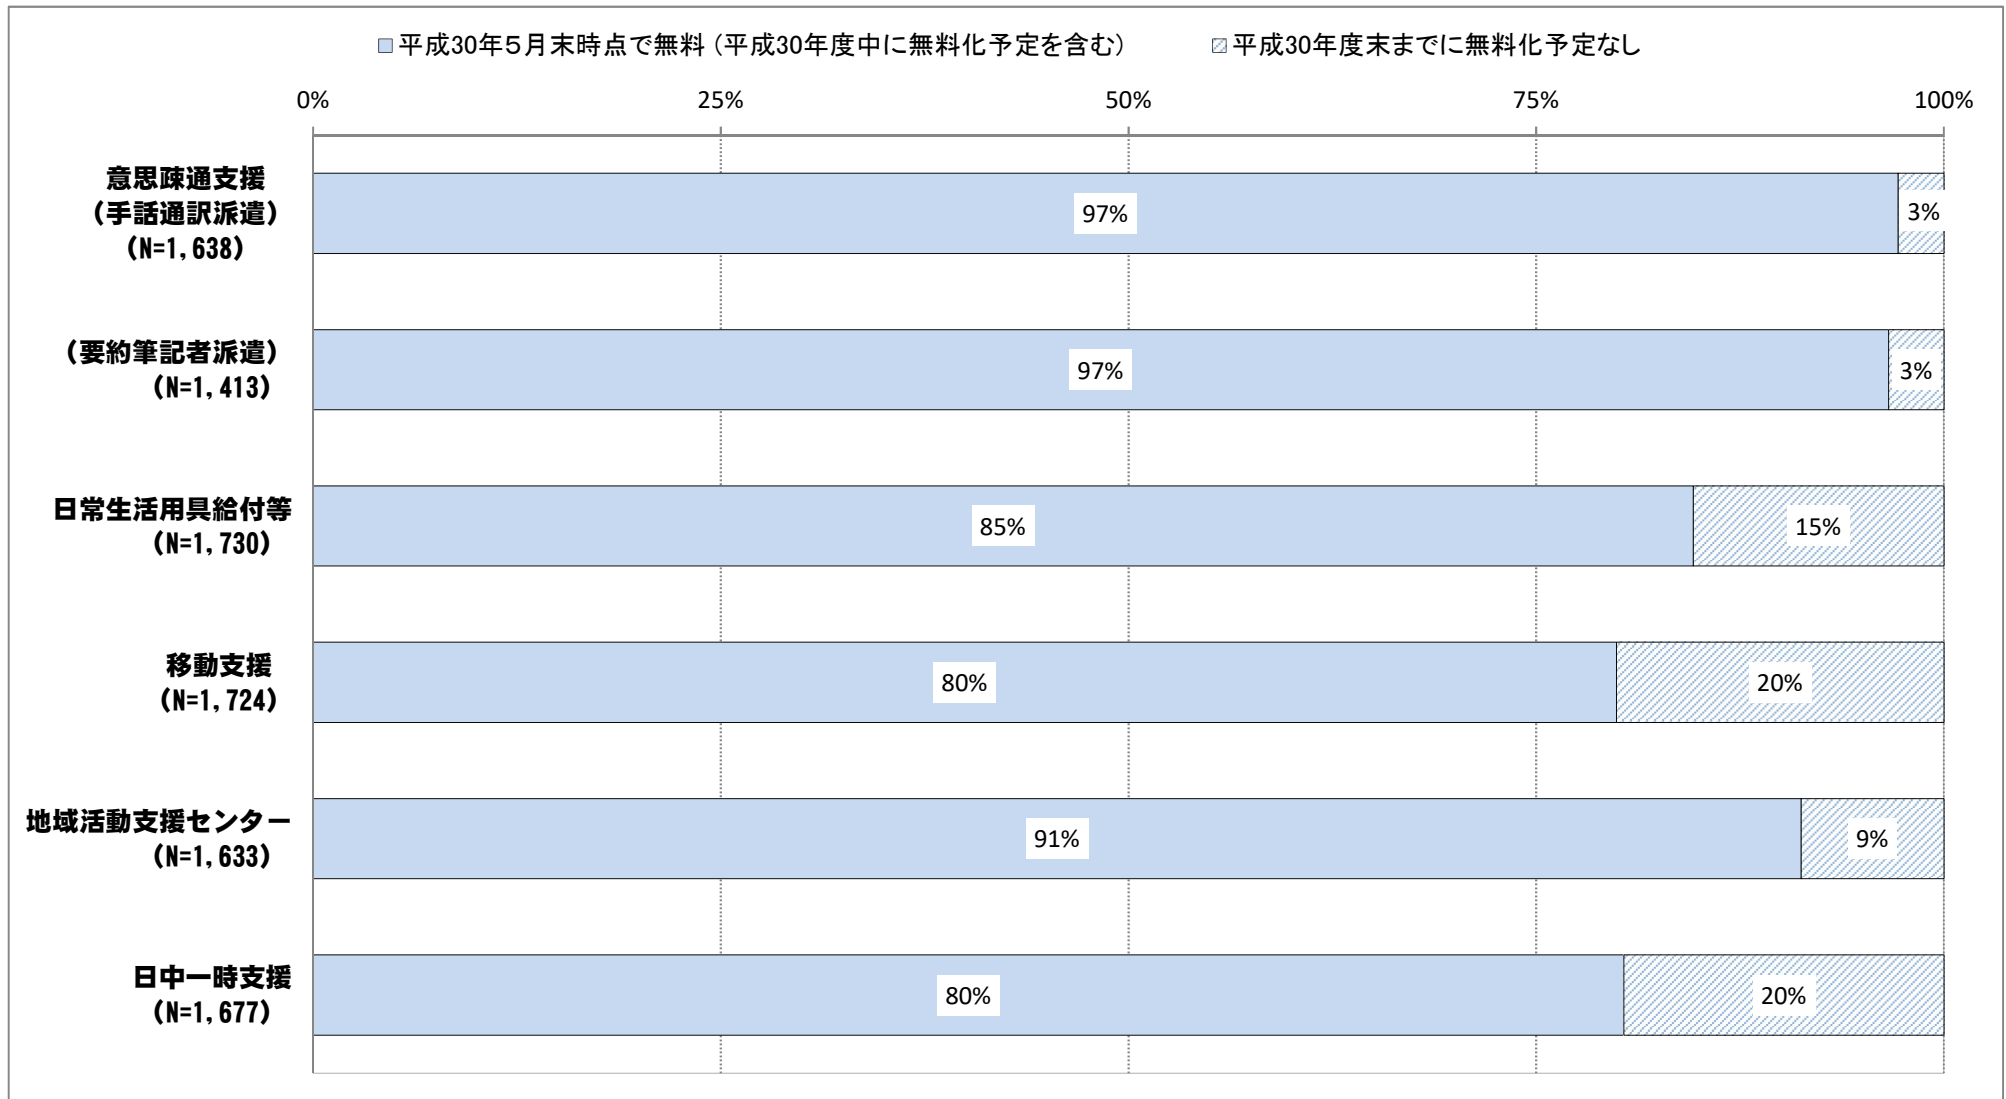 平成30年5月末時点で無料（平成30年度中に無料化予定を含む） 平成30年度末までに無料化予定なし
0% 25% 50% 75% 100%
意思疎通支援
（手話通訳派遣）
（N=1,638）
97% 3%
（要約筆記者派遣）
（N=1,413）
97% 3%
日常生活用具給付等
（N=1,730）
85% 15%
移動支援
（N=1,724）
80% 20%
地域活動支援センター
（N=1,633）
91% 9%
日中一時支援
（N=1,677）
80% 20%